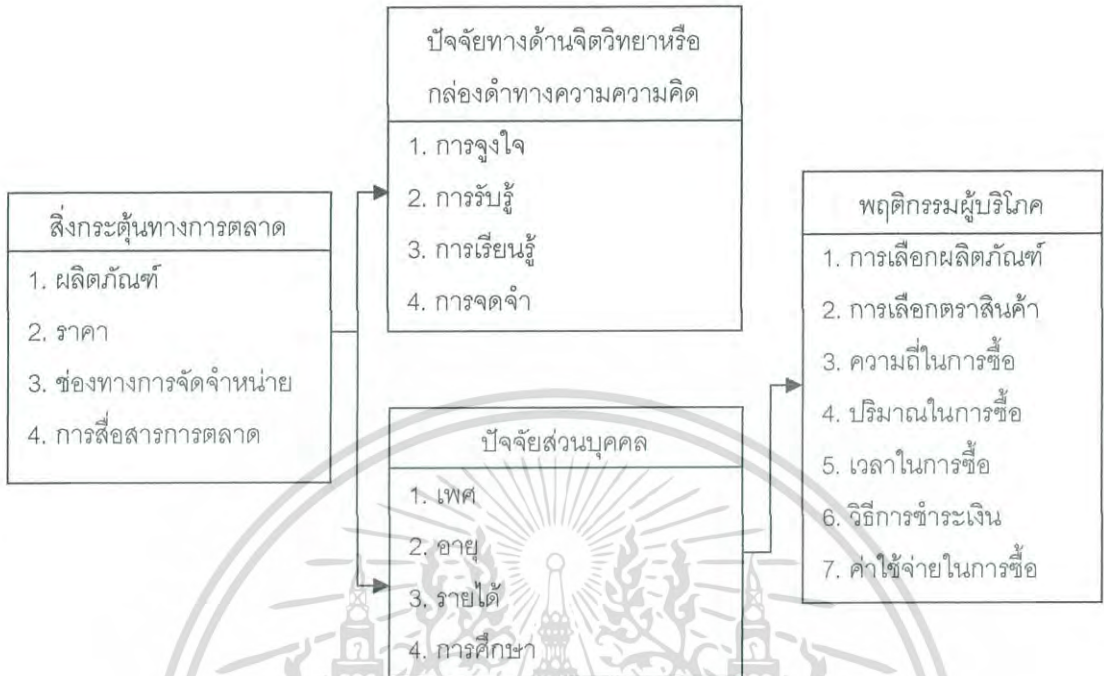 สิ่งกระตุ้นทางการตลาด
1. ผลิตภัณฑ์
2. ราคา
3. ช่องทางการจัดจำหน่าย
4. การสื่อสารการตลาด
ปัจจัยทางด้านจิตวิทยาหรือ
กล่องดำทางความความคิด
1. การจูงใจ
2. การรับรู้
3. การเรียนรู้
4. การจดจำ
ปัจจัยส่วนบุคคล
1. เพศ
2. อายุ
3. รายได้
4. การศึกษา
พฤติกรรมผู้บริโภค
1. การเลือกผลิตภัณฑ์
2. การเลือกตราสินค้า
3. ความถี่ในการซื้อ
4. ปริมาณในการซื้อ
5. เวลาในการซื้อ
6. วิธีการชำระเงิน
7. ค่าใช้จ่ายในการซื้อ